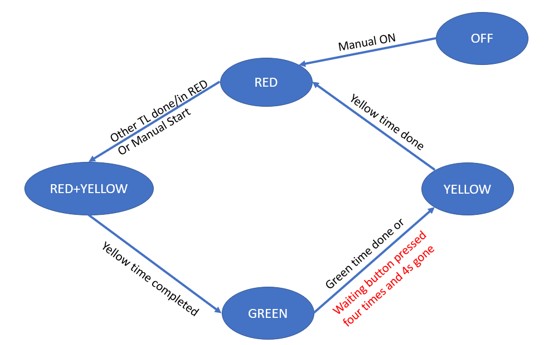 OFF
Manual ON
RED
Other TL done/in RED
Or Manual Start
Yellow time done
RED+YELLOW
YELLOW
Yellow time completed
Green time done or
Waiting button pressed
four times and 4s gone
GREEN